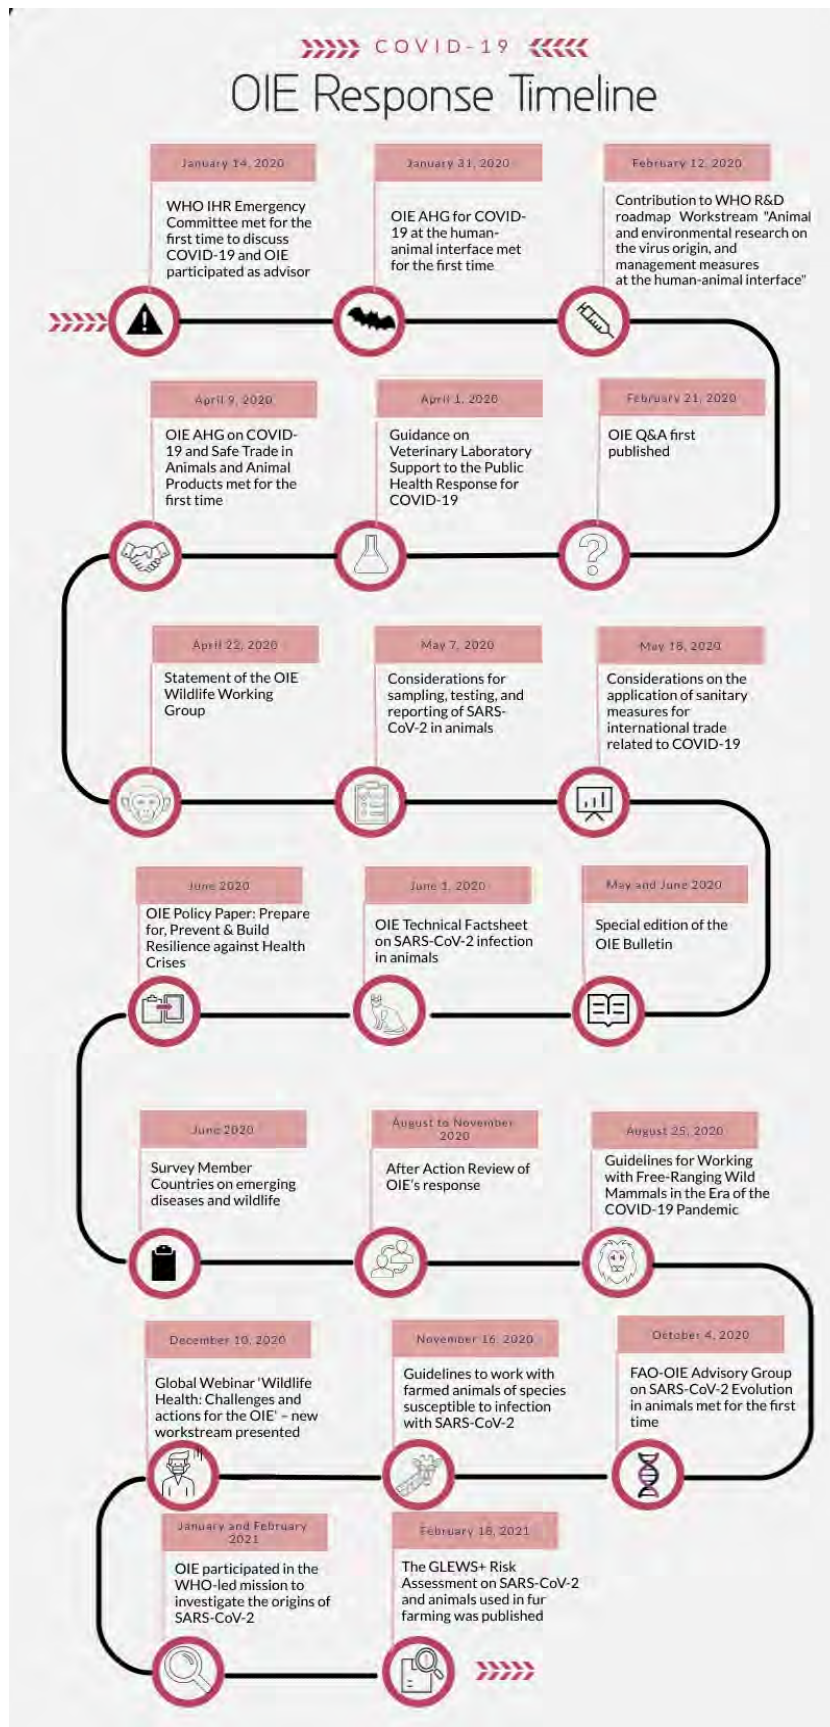 COVID-19
OIE Response Timeline
January 14, 2020
WHO IHR Emergency
Committee met for the
first time to discuss
COVID-19 and OIE
participated as advisor
January 31, 2020
OIE AHG for COVID-
19 at the human-
animal interface met
for the first time
February 12, 2020
Contribution to WHO R&D
roadmap Workstream "Animal
and environmental research on
the virus origin, and
management measures
at the human-animal interface"
February 21, 2020
OIE Q&A first
published
April 1, 2020
Guidance on
Veterinary Laboratory
Support to the Public
Health Response for
COVID-19
April 9, 2020
OIE AHG on COVID-
19 and Safe Trade in
Animals and Animal
Products met for the
first time
April 22, 2020
Statement of the OIE
Wildlife Working
Group
May 7, 2020
Considerations for
sampling, testing, and
reporting of SARS-
CoV-2 in animals
May 18, 2020
Considerations on the
application of sanitary
measures for
international trade
related to COVID-19
May and June 2020
Special edition of the
OIE Bulletin
June 1, 2020
OIE Technical Factsheet
on SARS-CoV-2 infection
in animals
June 2020
OIE Policy Paper: Prepare
for, Prevent & Build
Resilience against Health
Crises
June 2020
Survey Member
Countries on emerging
diseases and wildlife
August to November
2020
After Action Review of
OIE's response
August 25, 2020
Guidelines for Working
with Free-Ranging Wild
Mammals in the Era of the
COVID-19 Pandemic
October 4, 2020
FAO-OIE Advisory Group
on SARS-CoV-2 Evolution
in animals met for the first
time
November 16, 2020
Guidelines to work with
farmed animals of species
susceptible to infection
with SARS-CoV-2
December 10, 2020
Global Webinar 'Wildlife
Health: Challenges and
actions for the OIE' – new
workstream presented
January and February
2021
OIE participated in the
WHO-led mission to
investigate the origins of
SARS-CoV-2
February 18, 2021
The GLEWS+ Risk
Assessment on SARS-CoV-2
and animals used in fur
farming was published